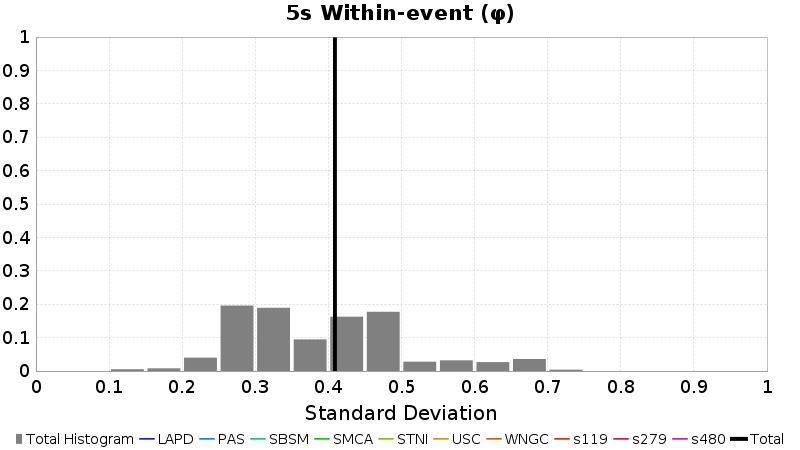 5s Within-event (φ)
1
0.9
0.8
0.7
0.6
0.5
0.4
0.3
0.2
0.1
0
0 0.1 0.2 0.3 0.4 0.5 0.6 0.7 0.8 0.9 1
Standard Deviation
Total Histogram LAPD PAS SBSM SMCA STNI USC WNGC s119 s279 s480 Total